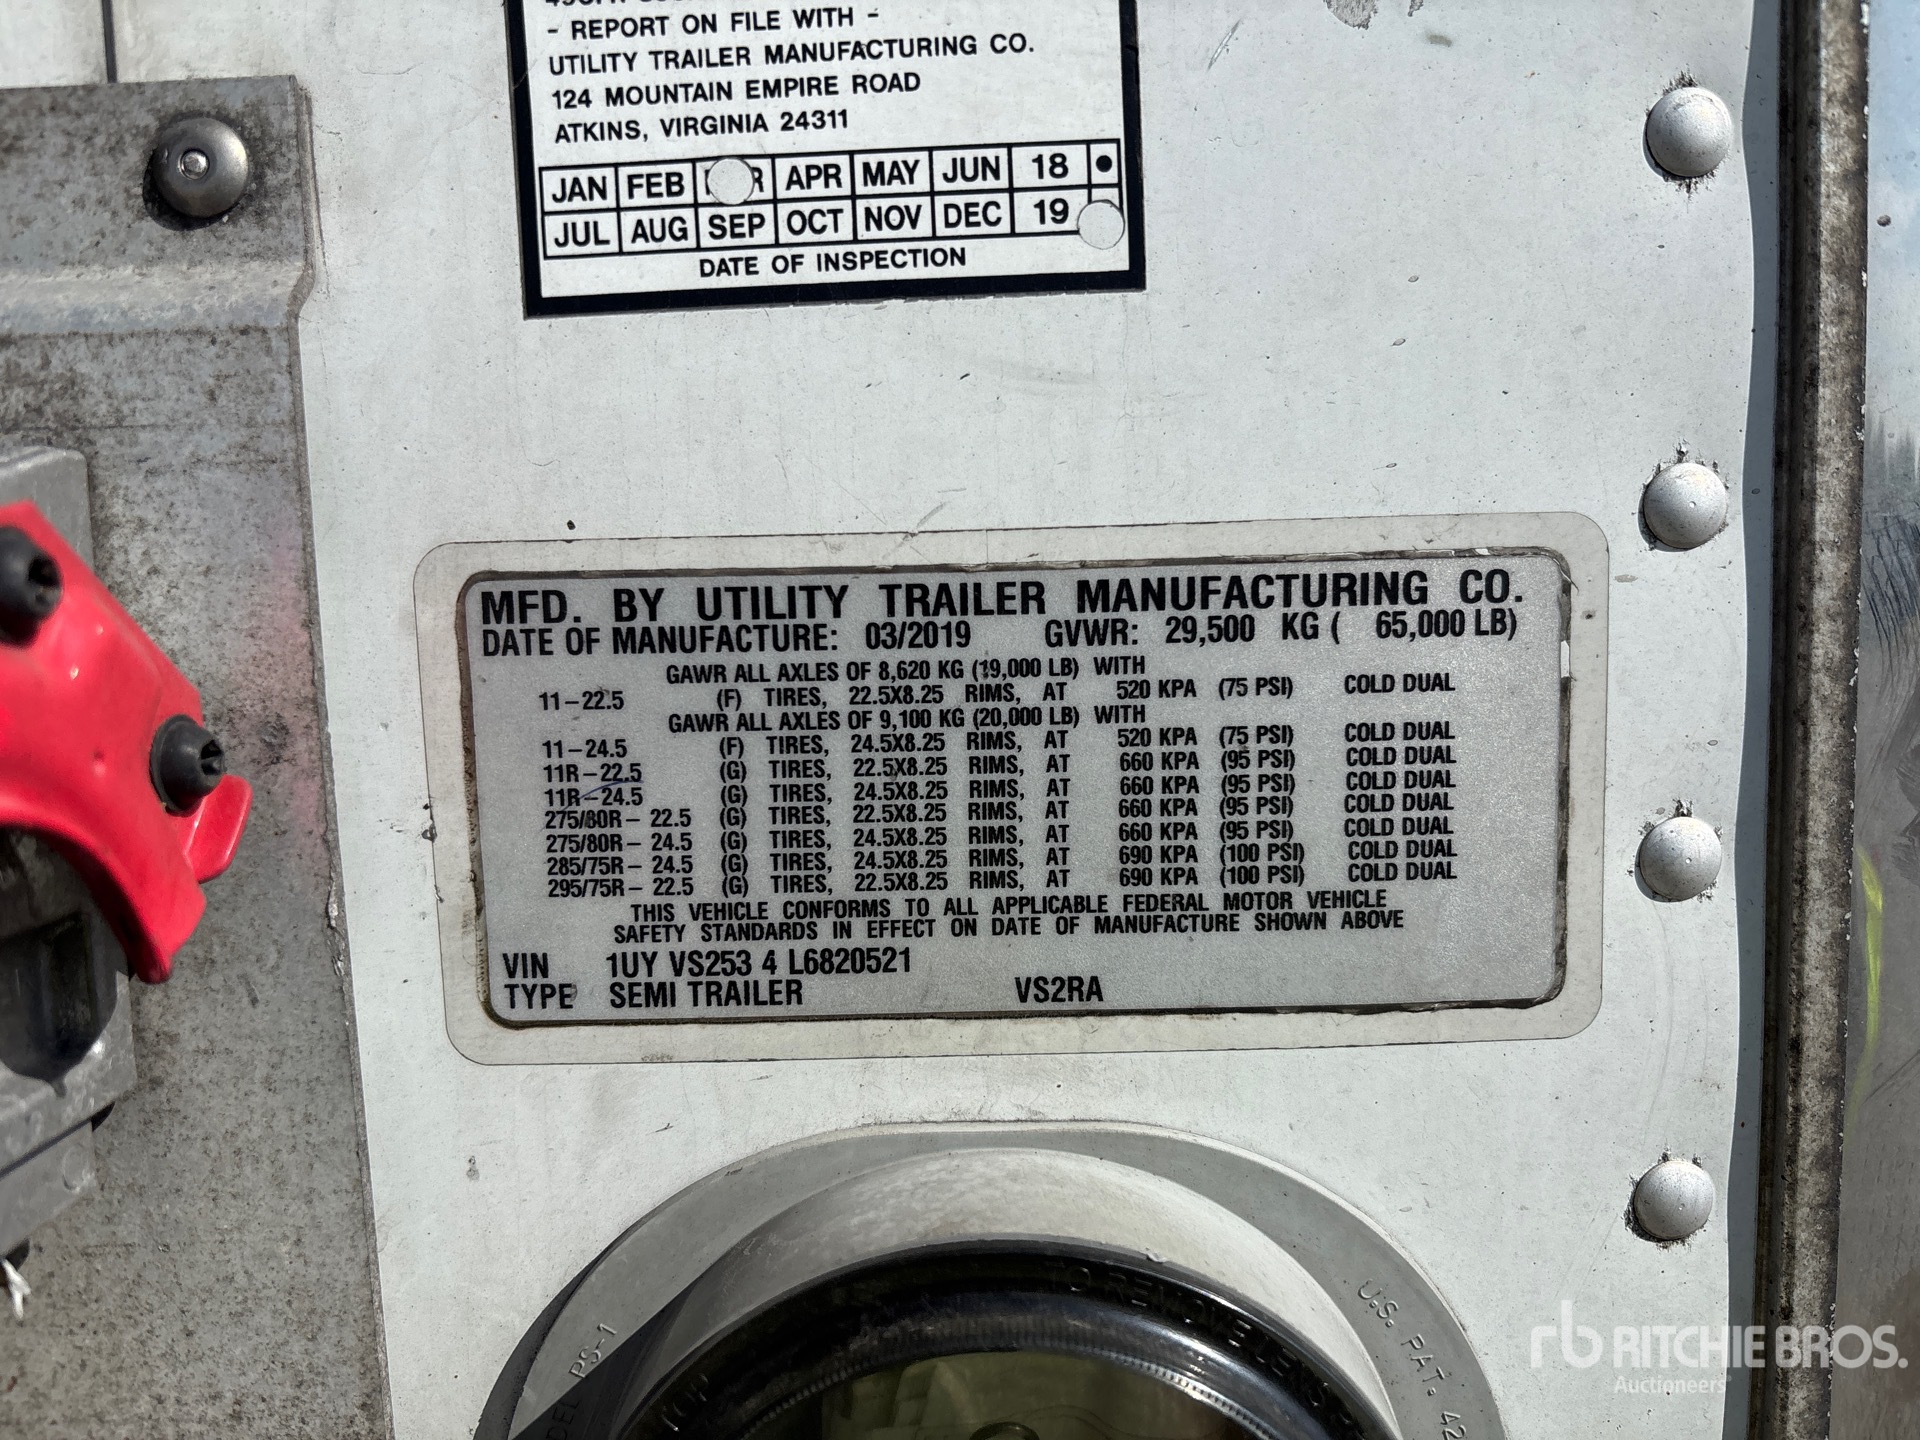 - REPORT ON FILE WITH -
UTILITY TRAILER MANUFACTURING CO.
124 MOUNTAIN EMPIRE ROAD
ATKINS, VIRGINIA 24311
JAN FEB APR MAY JUN 18 •
JUL AUG SEP OCT NOV DEC 19
DATE OF INSPECTION
MFD. BY UTILITY TRAILER MANUFACTURING CO.
DATE OF MANUFACTURE: 03/2019 GVWR: 29,500 KG ( 65,000 LB)
GAWR ALL AXLES OF 8,620 KG (19,000 LB) WITH
11-22.5 (F) TIRES, 22.5X8.25 RIMS, AT 520 KPA (75 PSI) COLD DUAL
GAWR ALL AXLES OF 9,100 KG (20,000 LB) WITH
11-24.5 (F) TIRES, 24.5X8.25 RIMS, AT 520 KPA (75 PSI) COLD DUAL
11R-22.5 (G) TIRES, 22.5X8.25 RIMS, AT 660 KPA (95 PSI) COLD DUAL
11R-24.5 (G) TIRES, 24.5X8.25 RIMS, AT 660 KPA (95 PSI) COLD DUAL
275/80R- 22.5 (G) TIRES, 22.5X8.25 RIMS, AT 660 KPA (95 PSI) COLD DUAL
275/80R- 24.5 (G) TIRES, 24.5X8.25 RIMS, AT 660 KPA (95 PSI) COLD DUAL
285/75R- 24.5 (G) TIRES, 24.5X8.25 RIMS, AT 690 KPA (100 PSI) COLD DUAL
295/75R- 22.5 (G) TIRES, 22.5X8.25 RIMS, AT 690 KPA (100 PSI) COLD DUAL
THIS VEHICLE CONFORMS TO ALL APPLICABLE FEDERAL MOTOR VEHICLE
SAFETY STANDARDS IN EFFECT ON DATE OF MANUFACTURE SHOWN ABOVE
VIN 1UY VS253 4 L6820521
TYPE SEMI TRAILER VS2RA
TO REMOVE
U.S. PAT. 42
PS-1
rb RITCHIE BROS.
Auctioneers